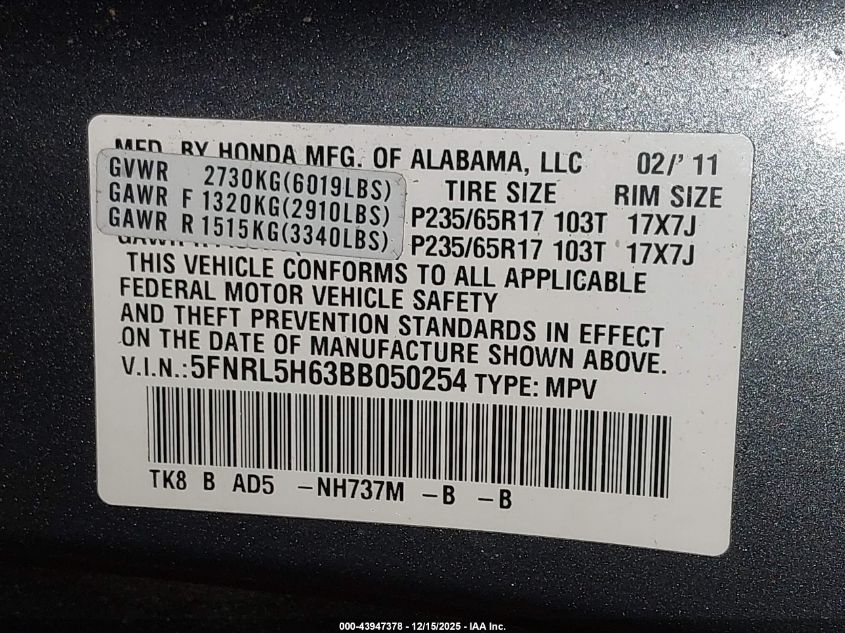 MFD. BY HONDA MFG. OF ALABAMA, LLC 02/' 11
GVWR 2730KG(6019LBS)
GAWR F 1320KG(2910LBS)
GAWR R 1515KG(3340LBS)
TIRE SIZE RIM SIZE
P235/65R17 103T 17X7J
P235/65R17 103T 17X7J
THIS VEHICLE CONFORMS TO ALL APPLICABLE
FEDERAL MOTOR VEHICLE SAFETY
AND THEFT PREVENTION STANDARDS IN EFFECT
ON THE DATE OF MANUFACTURE SHOWN ABOVE.
V.I.N.:5FNRL5H63BB050254 TYPE: MPV
TK8 B AD5 -NH737M -B -B
000-43947378 - 12/15/2025 - IAA Inc.